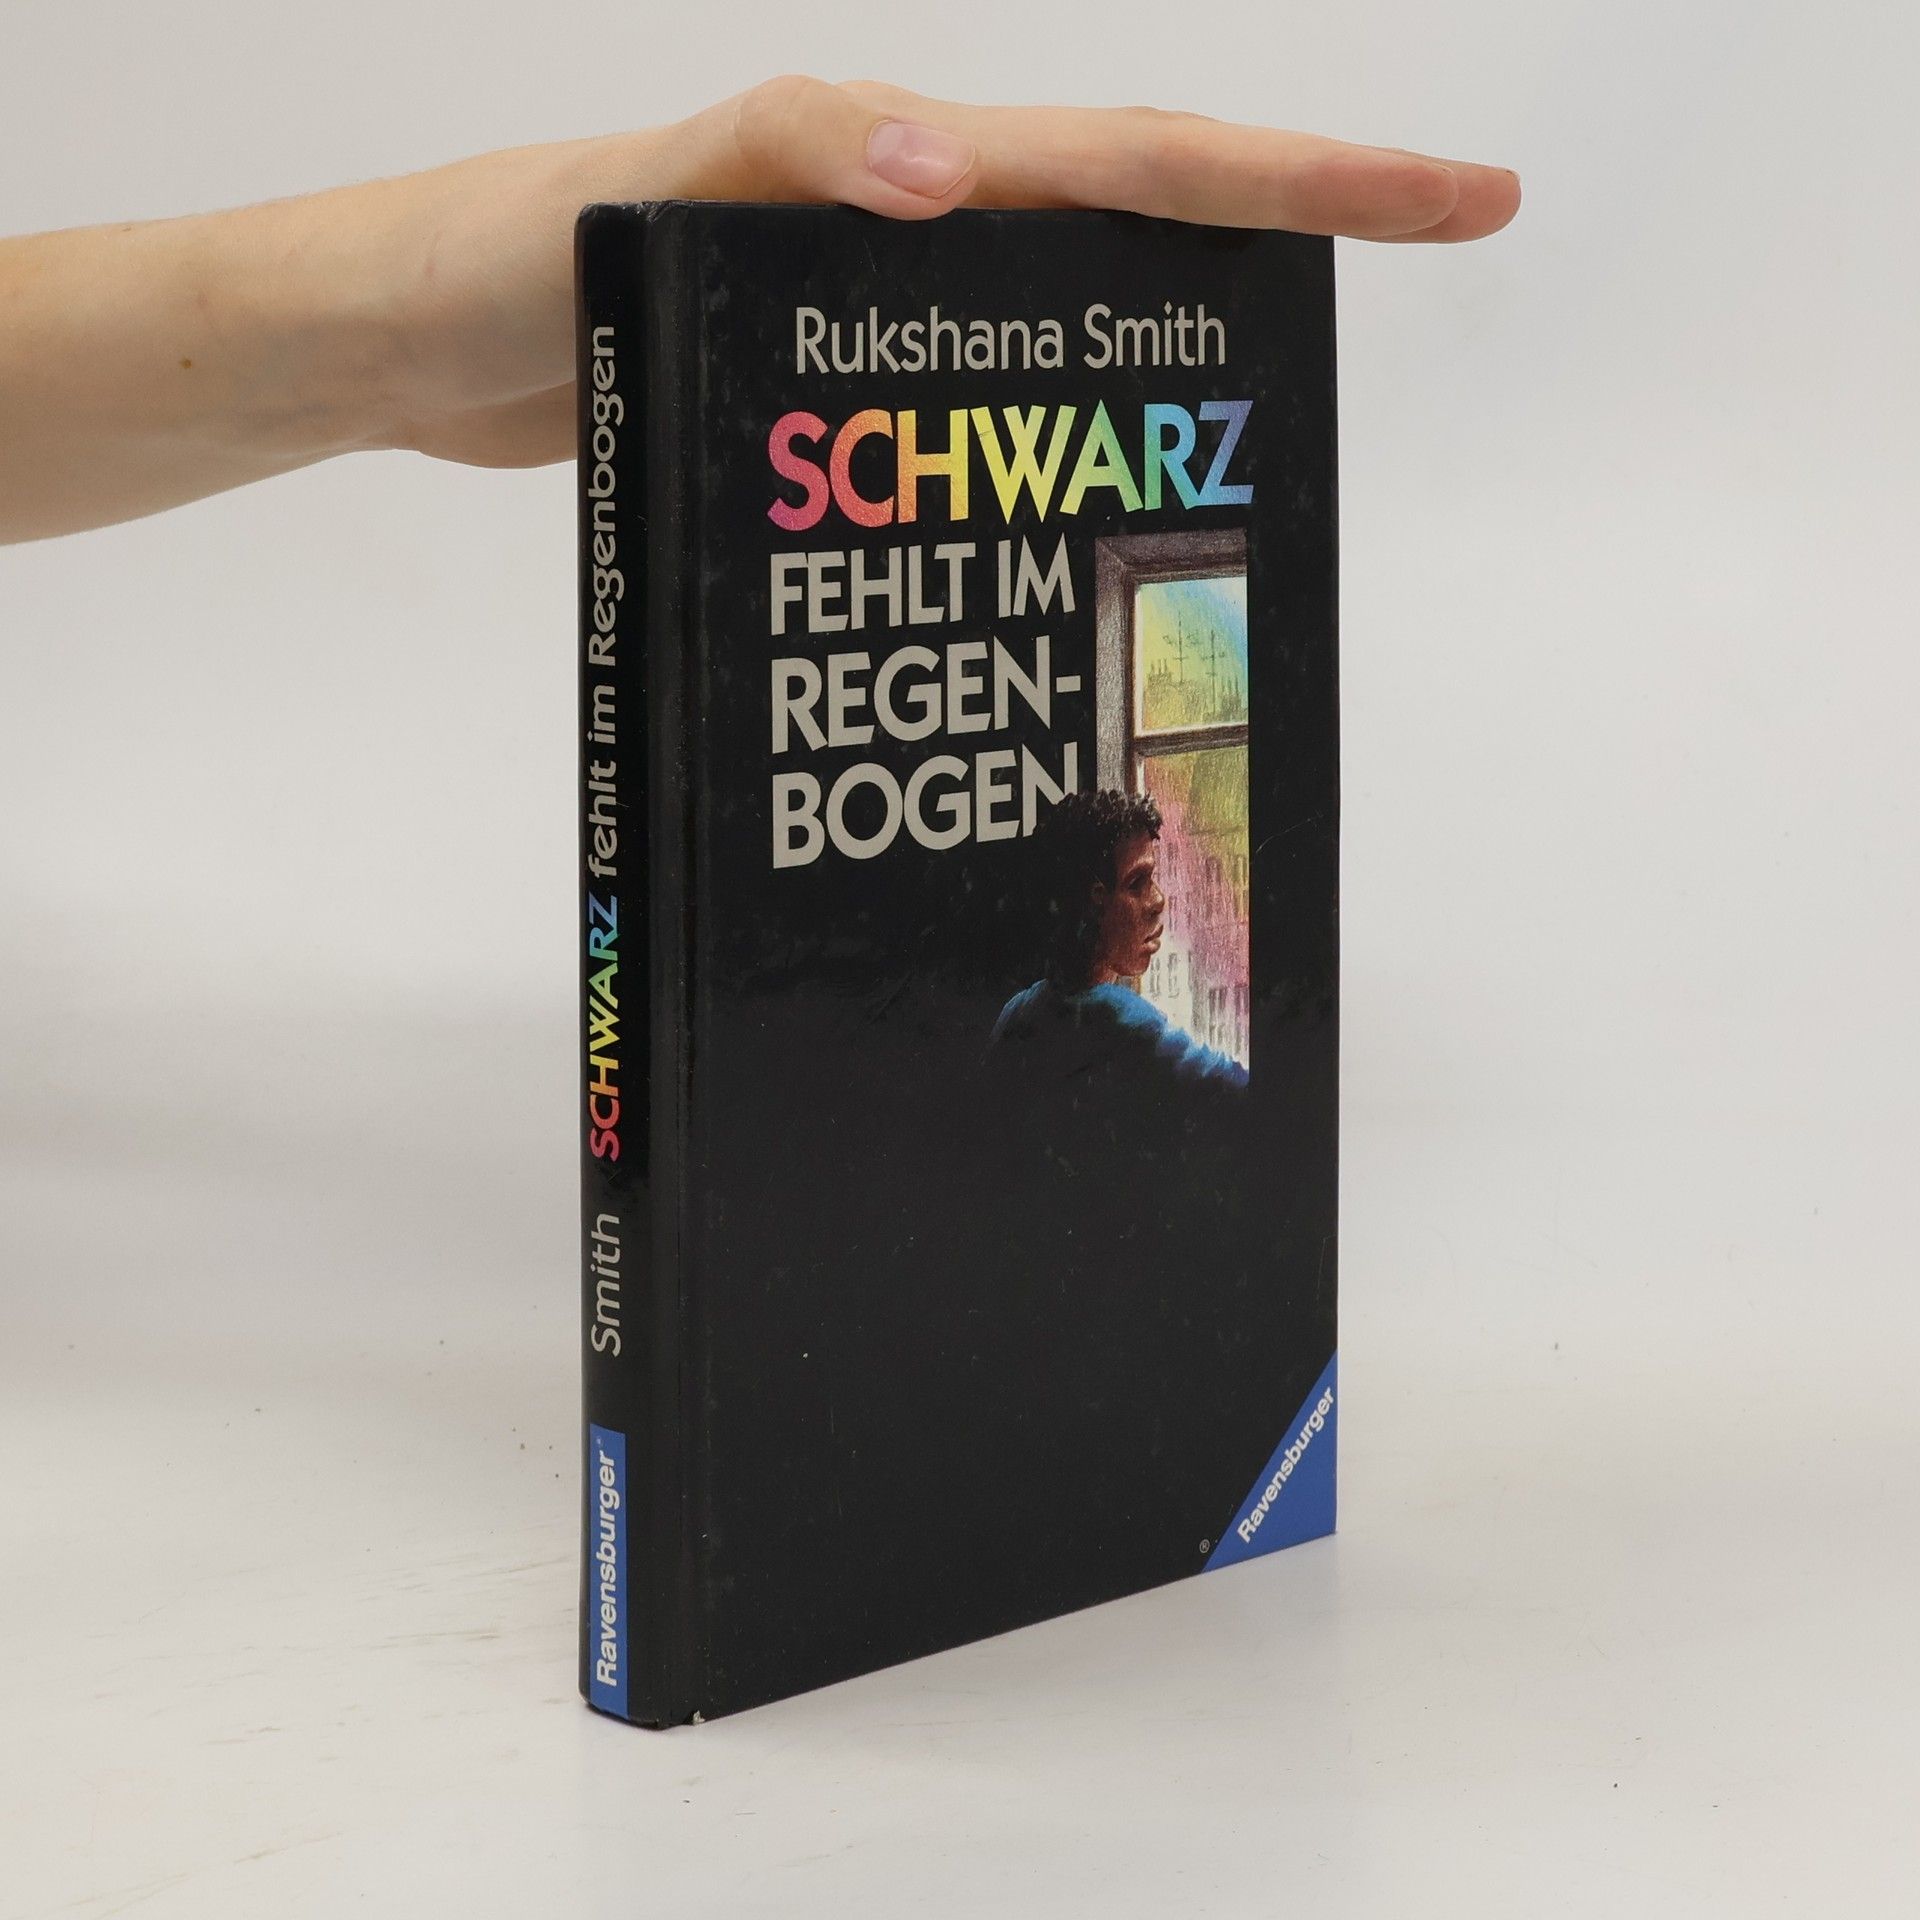 Rukshana Smith
SCHWARZ
FEHLT IM
REGEN-
BOGEN
Ravensburger
®
Smith SCHWARZ fehlt im Regenbogen
Ravensburger